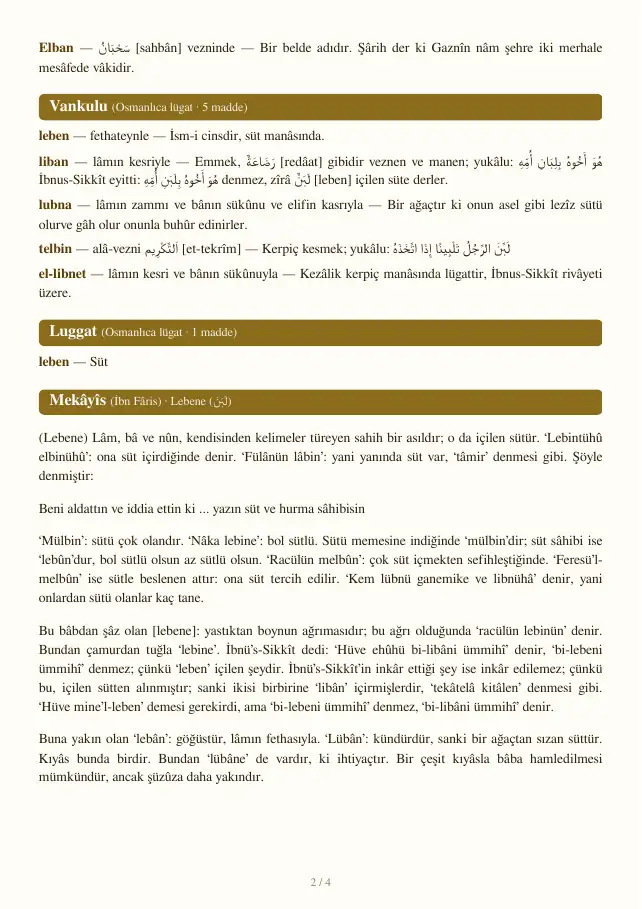 Elban — سَحْبَانُ [sahbân] vezninde — Bir belde adıdır. Şârih der ki Gaznîn nâm şehre iki merhale
mesâfede vâkidir.
Vankulu (Osmanlıca lügat · 5 madde)
leben — fethateynle — İsm-i cinsdir, süt manâsında.
liban — lâmın kesriyle — Emmek, رَضَاعَةٌ [redâat] gibidir veznen ve manen; yukâlu: هُوَ أَخُوهُ بِلِبَانِ أُمِّهِ
İbnus-Sikkît eyitti: هُوَ أَخُوهُ بِلَبَنِ أُمِّهِ denmez, zîrâ لَبَنٌ [leben] içilen süte derler.
lubna — lâmın zammı ve bânın sükûnu ve elifin kasrıyla — Bir ağaçtır ki onun asel gibi lezîz sütü
olurve gâh olur onunla buhûr edinirler.
telbin — alâ-vezni اَلتَّكْرِيم [et-tekrîm] — Kerpiç kesmek; yukâlu: لَبَّنَ الرَّجُلُ تَلْبِينًا إِذَا اتَّخَذَهُ
el-libnet — lâmın kesri ve bânın sükûnuyla — Kezâlik kerpiç manâsında lügattir, İbnus-Sikkît rivâyeti
üzere.
Luggat (Osmanlıca lügat · 1 madde)
leben — Süt
Mekâyîs (İbn Fâris) · Lebene (لَبَنَ)
(Lebene) Lâm, bâ ve nûn, kendisinden kelimeler türeyen sahih bir asıldır; o da içilen sütür. ‘Lebintühû
elbinühû’: ona süt içirdiğinde denir. ‘Fülânün lâbin’: yani yanında süt var, ‘tâmir’ denmesi gibi. Şöyle
denmiştir:
Beni aldattın ve iddia ettin ki ... yazın süt ve hurma sâhibisin
‘Mülbin’: sütü çok olandır. ‘Nâka lebine’: bol sütlü. Sütü memesine indiğinde ‘mülbin’dir; süt sâhibi ise
‘lebûn’dur, bol sütlü olsun az sütlü olsun. ‘Racülün melbûn’: çok süt içmekten sefihleştiğinde. ‘Feresü’l-
melbûn’ ise sütle beslenen attır: ona süt tercih edilir. ‘Kem lübnü ganemike ve libnühâ’ denir, yani
onlardan sütü olanlar kaç tane.
Bu bâbdan şâz olan [lebene]: yastıktan boynun ağrımasıdır; bu ağrı olduğunda ‘racülün lebinün’ denir.
Bundan çamurdan tuğla ‘lebine’. İbnü’s-Sikkît dedi: ‘Hüve ehûhü bi-libâni ümmihî’ denir, ‘bi-lebeni
ümmihî’ denmez; çünkü ‘leben’ içilen şeydir. İbnü’s-Sikkît’in inkâr ettiği şey ise inkâr edilemez; çünkü
bu, içilen sütten alınmıştır; sanki ikisi birbirine ‘libân’ içirmişlerdir, ‘tekâtelâ kitâlen’ denmesi gibi.
‘Hüve mine’l-leben’ demesi gerekirdi, ama ‘bi-lebeni ümmihî’ denmez, ‘bi-libâni ümmihî’ denir.
Buna yakın olan ‘lebân’: göğüstür, lâmın fethasıyla. ‘Lübân’: kündürdür, sanki bir ağaçtan sızan süttür.
Kıyâs bunda birdir. Bundan ‘lübâne’ de vardır, ki ihtiyaçtır. Bir çeşit kıyâsla bâba hamledilmesi
mümkündür, ancak şüzûza daha yakındır.
2 / 4